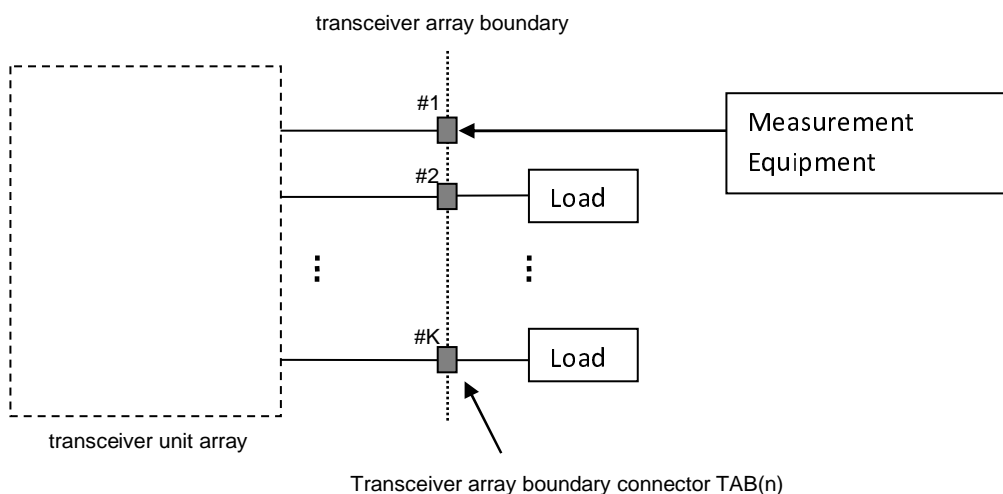 transceiver array boundary
#1
Measurement
Equipment
#2
Load
#K
Load
transceiver unit array
Transceiver array boundary connector TAB(n)